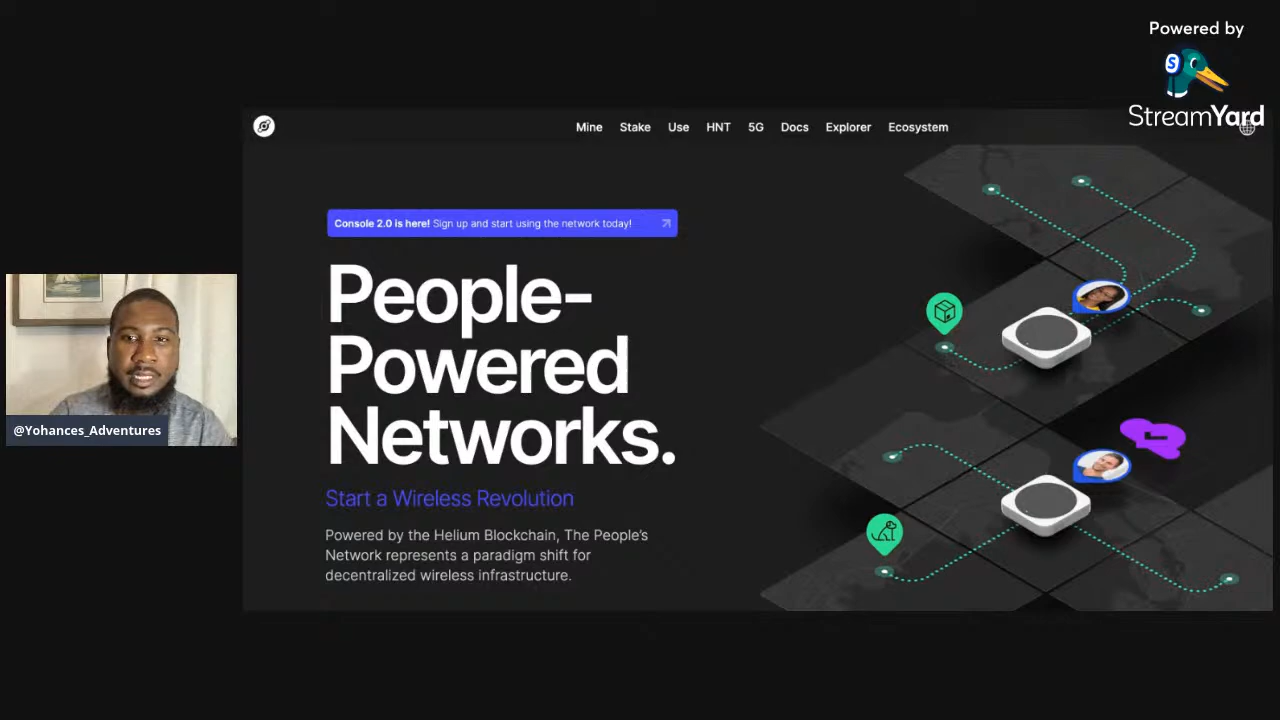 Powered by
StreamYard
Mine Stake Use HNT 5G Docs Explorer Ecosystem
Console 2.0 is here! Sign up and start using the network today!
People-
Powered
Networks.
Start a Wireless Revolution
Powered by the Helium Blockchain, The People's
Network represents a paradigm shift for
decentralized wireless infrastructure.
@Yohances_Adventures
S